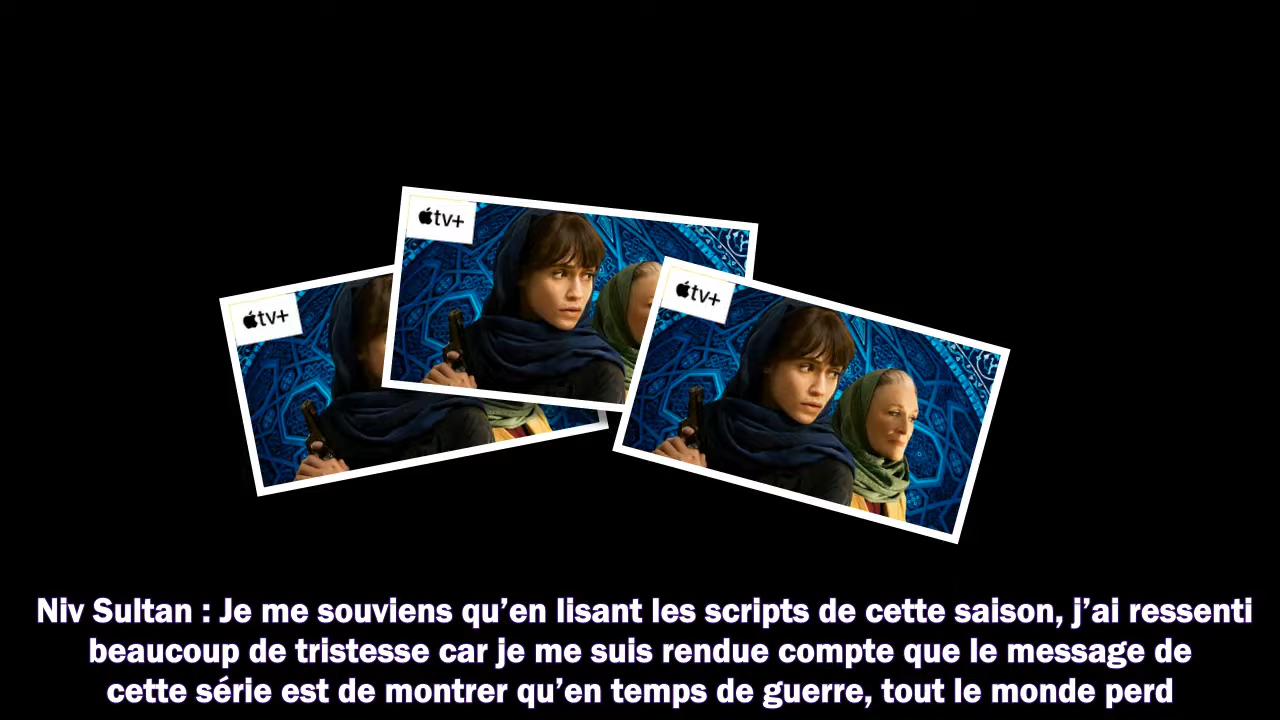 tv+
tv+
tv+
Niv Sultan : Je me souviens qu’en lisant les scripts de cette saison, j’ai ressenti
beaucoup de tristesse car je me suis rendue compte que le message de
cette série est de montrer qu’en temps de guerre, tout le monde perd